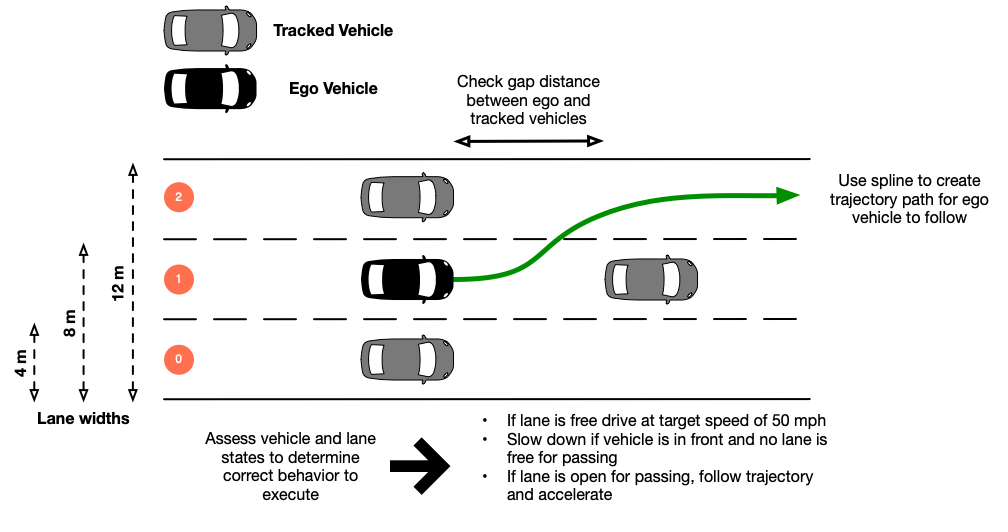 Tracked Vehicle
Ego Vehicle
Check gap distance
between ego and
tracked vehicles
2
1
0
4 m
8 m
12 m
Lane widths
Use spline to create
trajectory path for ego
vehicle to follow
Assess vehicle and lane
states to determine
correct behavior to
execute
• If lane is free drive at target speed of 50 mph
• Slow down if vehicle is in front and no lane is
free for passing
• If lane is open for passing, follow trajectory
and accelerate